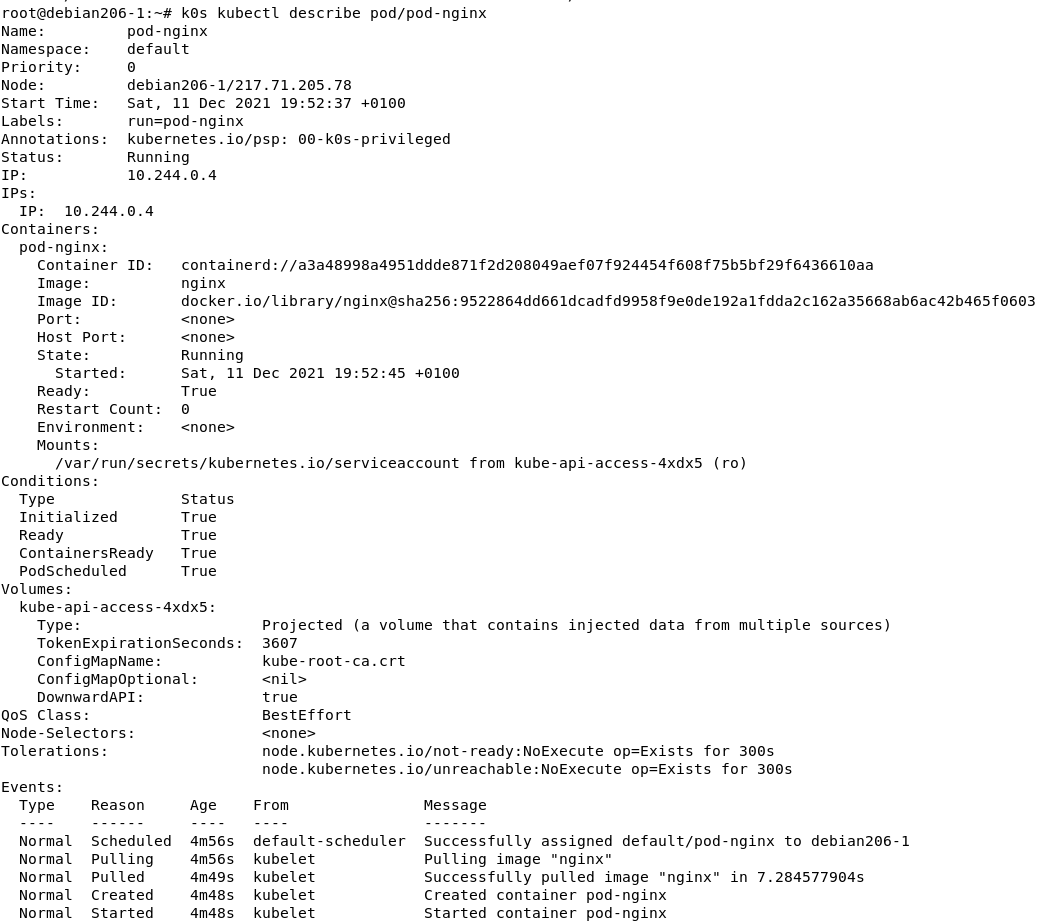 root@debian206-1:~# k0s kubectl describe pod/pod-nginx
Name:         pod-nginx
Namespace:    default
Priority:     0
Node:         debian206-1/217.71.205.78
Start Time:   Sat, 11 Dec 2021 19:52:37 +0100
Labels:       run=pod-nginx
Annotations:  kubernetes.io/psp: 00-k0s-privileged
Status:       Running
IP:           10.244.0.4
IPs:
  IP:  10.244.0.4
Containers:
  pod-nginx:
    Container ID:   containerd://a3a48998a4951ddde871f2d208049aef07f924454f608f75b5bf29f6436610aa
    Image:          nginx
    Image ID:       docker.io/library/nginx@sha256:9522864dd661dcadfd9958f9e0de192a1fdda2c162a35668ab6ac42b465f0603
    Port:           <none>
    Host Port:      <none>
    State:          Running
      Started:      Sat, 11 Dec 2021 19:52:45 +0100
    Ready:          True
    Restart Count:  0
    Environment:    <none>
    Mounts:
      /var/run/secrets/kubernetes.io/serviceaccount from kube-api-access-4xdx5 (ro)
Conditions:
  Type              Status
  Initialized       True
  Ready             True
  ContainersReady   True
  PodScheduled      True
Volumes:
  kube-api-access-4xdx5:
    Type:                    Projected (a volume that contains injected data from multiple sources)
    TokenExpirationSeconds:  3607
    ConfigMapName:           kube-root-ca.crt
    ConfigMapOptional:       <nil>
    DownwardAPI:             true
QoS Class:                   BestEffort
Node-Selectors:              <none>
Tolerations:                 node.kubernetes.io/not-ready:NoExecute op=Exists for 300s
                             node.kubernetes.io/unreachable:NoExecute op=Exists for 300s
Events:
  Type    Reason     Age    From               Message
  ----    ------     ----   ----               -------
  Normal  Scheduled  4m56s  default-scheduler  Successfully assigned default/pod-nginx to debian206-1
  Normal  Pulling    4m56s  kubelet            Pulling image "nginx"
  Normal  Pulled     4m49s  kubelet            Successfully pulled image "nginx" in 7.284577904s
  Normal  Created    4m48s  kubelet            Created container pod-nginx
  Normal  Started    4m48s  kubelet            Started container pod-nginx